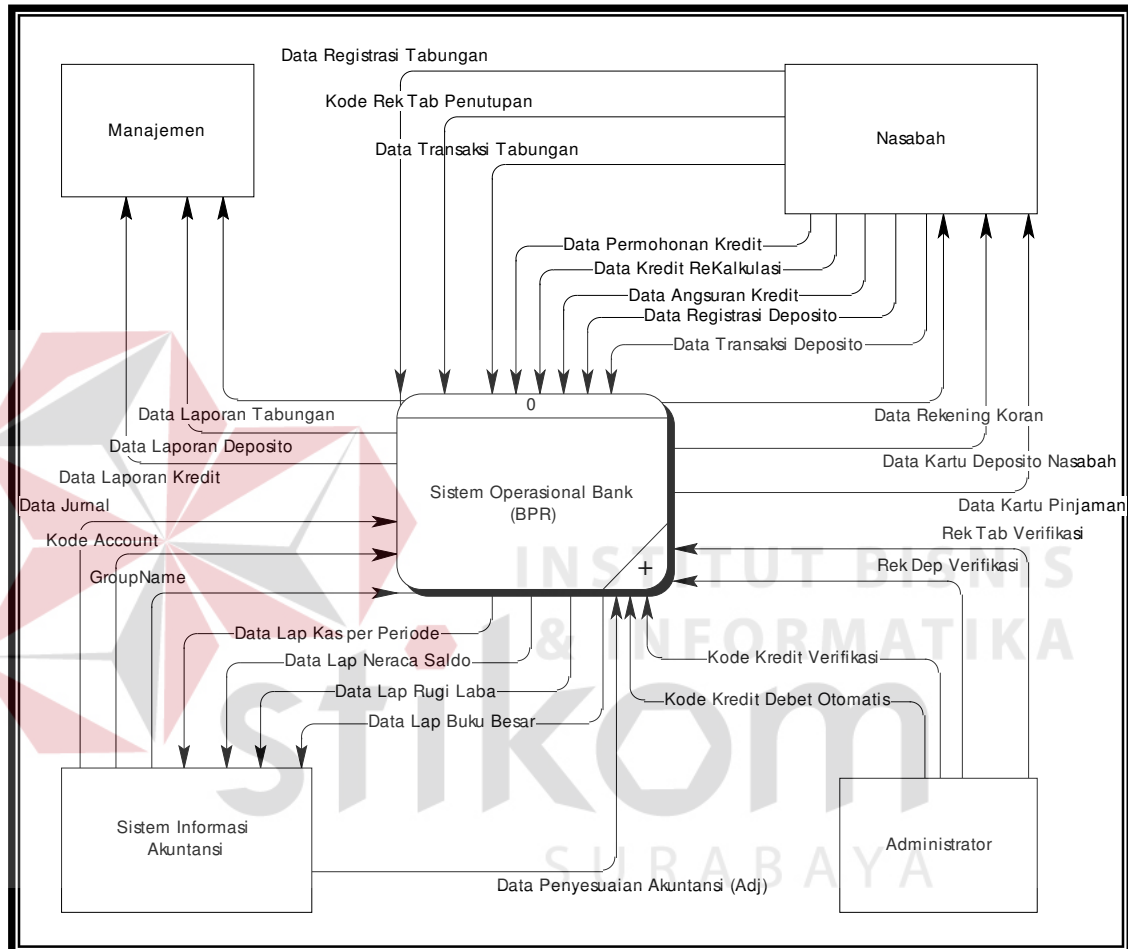 Data Registrasi Tabungan
Kode Rek Tab Penutupan
Manajemen
Nasabah
Data Transaksi Tabungan
Data Permohonan Kredit
Data Kredit ReKalkulasi
Data Angsuran Kredit
Data Registrasi Deposito
Data Transaksi Deposito
0
Data Laporan Tabungan
Data Rekening Koran
Data Laporan Deposito
Data Kartu Deposito Nasabah
Data Laporan Kredit
Sistem Operasional Bank
(BPR)
Data Jurnal
Data Kartu Pinjaman
Kode Account
Rek Tab Verifikasi
GroupName
Rek Dep Verifikasi
+
INSTITUT BISNIS
& INFORMATIKA
Data Lap Kas per Periode
Data Lap Neraca Saldo
Kode Kredit Verifikasi
Data Lap Rugi Laba
Kode Kredit Debet Otomatis
Data Lap Buku Besar
stikom
Sistem Informasi
Akuntansi
Administrator
SURABAYA
Data Penyesuaian Akuntansi (Adj)